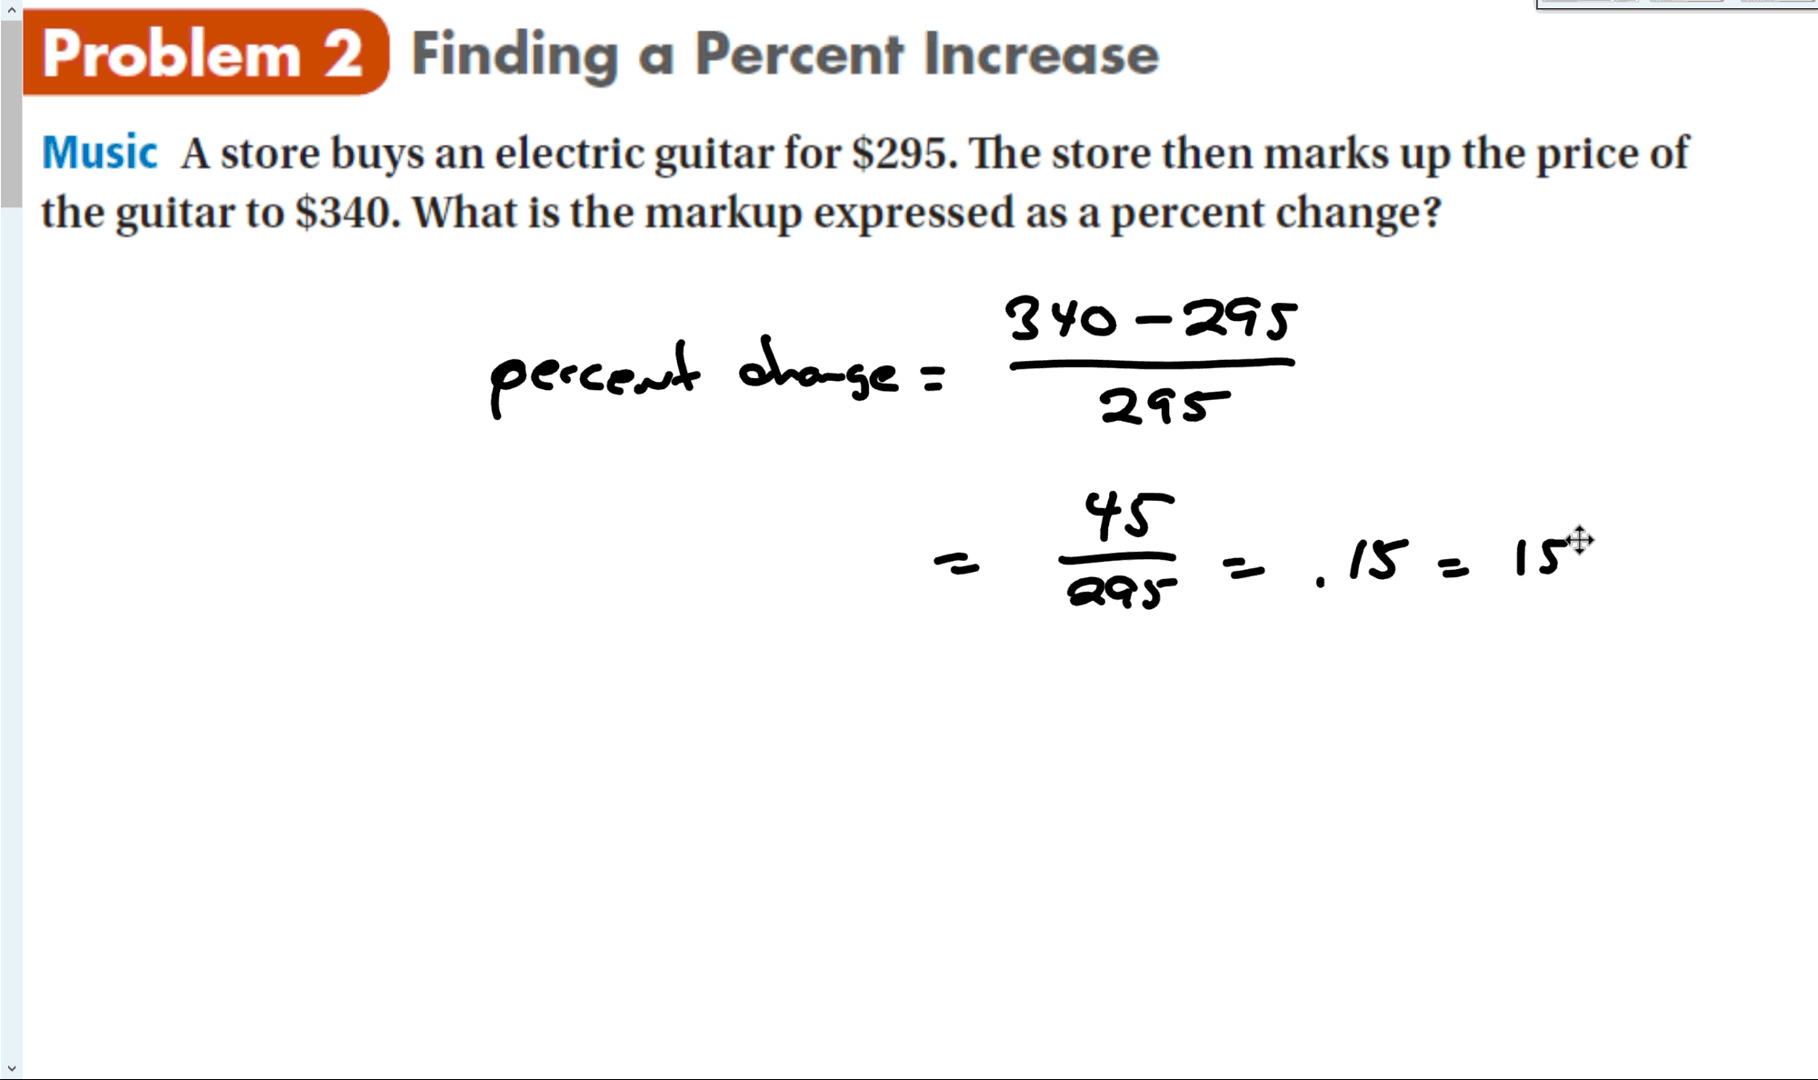 Problem 2 Finding a Percent Increase
Music A store buys an electric guitar for $295. The store then marks up the price of
the guitar to $340. What is the markup expressed as a percent change?
340 - 295
percent change =
295
45
= = .15 = 15
295